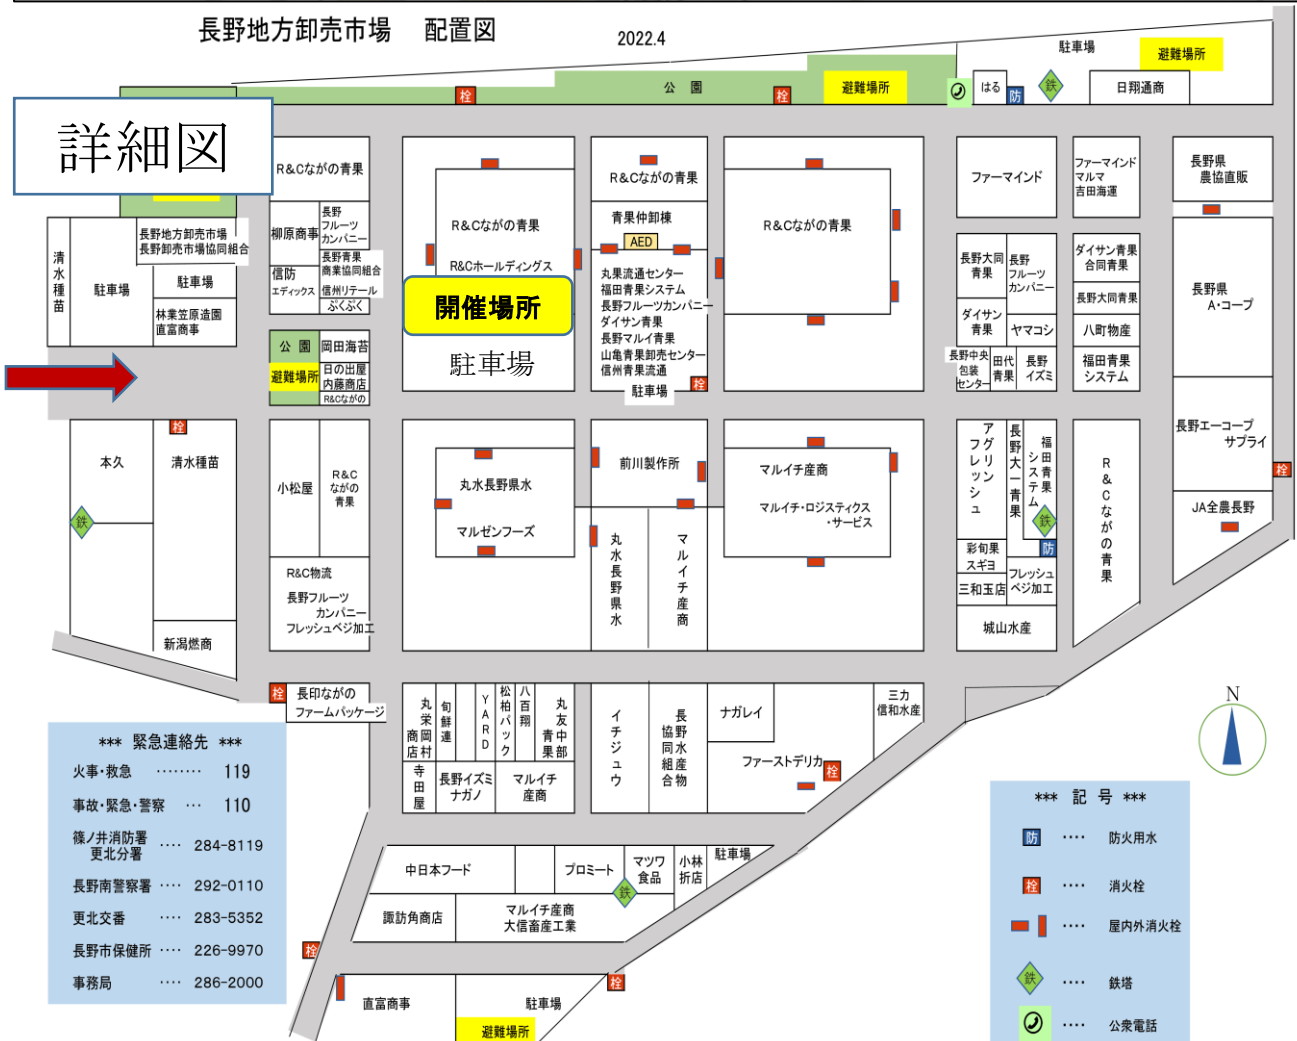 長野地方卸売市場　配置図
2022.4
駐車場
避難場所
公　園
避難場所
栓
栓
はる
防
鉄
日翔通商
詳細図
R&Cながの青果
R&Cながの青果
ファーマインド
ファーマインド
マルマ
吉田海運
長野県
農協直販
柳原商事
長野
フルーツ
カンパニー
長野青果
商業協同組合
信防
エディックス
信州リテール
ぷくぷく
R&Cながの青果
R&Cホールディングス
開催場所
駐車場
青果仲卸棟
AED
丸果流通センター
福田青果システム
長野フルーツカンパニー
ダイサン青果
長野マルイ青果
山亀青果卸売センター
信州青果流通
栓
駐車場
R&Cながの青果
長野地方卸売市場
長野卸売市場協同組合
清水種苗
駐車場
駐車場
林業笠原造園
直富商事
公　園
避難場所
岡田海苔
日の出屋
内藤商店
R&Cながの
長野大同
青果
長野
フルーツ
カンパニー
ダイサン
青果
ヤマコシ
長野中央
包装
センター
田代
青果
長野
イズミ
ダイサン青果
合同青果
長野大同青果
八町物産
福田青果
システム
長野県
A・コープ
長野エーコープ
サプライ
栓
JA全農長野
栓
本久
清水種苗
鉄
新潟燃商
小松屋
R&C
ながの
青果
R&C物流
長野フルーツ
カンパニー
フレッシュベジ加工
丸水長野県水
マルゼンフーズ
前川製作所
丸水長野県水
マルイチ産商
マルイチ産商
マルイチ・ロジスティクス
・サービス
アグリン
フレッシュ
長野大一青果
福田青果
システム
鉄
防
彩旬果
スギヨ
三和玉店
フレッシュ
ベジ加工
城山水産
R&Cながの青果
栓
長印ながの
ファームパッケージ
丸栄岡村
商店
旬鮮連
YARD
松柏パック
八百翔
丸友中部
青果
寺田屋
長野イズミ
ナガノ
マルイチ
産商
イチジュウ
長野水産物
協同組合
ナガレイ
ファーストデリカ
栓
三力
信和水産
中日本フード
プロミート
マツワ
食品
小林
折店
駐車場
鉄
諏訪角商店
マルイチ産商
大信畜産工業
栓
栓
直富商事
駐車場
避難場所
*** 緊急連絡先 ***
火事・救急 ‥‥‥‥ 119
事故・緊急・警察 ‥‥ 110
篠ノ井消防署
更北分署 ‥‥ 284-8119
長野南警察署 ‥‥ 292-0110
更北交番 ‥‥ 283-5352
長野市保健所 ‥‥ 226-9970
事務局 ‥‥ 286-2000
N
*** 記 号 ***
防 ‥‥ 防火用水
栓 ‥‥ 消火栓
‥‥ 屋内外消火栓
鉄 ‥‥ 鉄塔
‥‥ 公衆電話